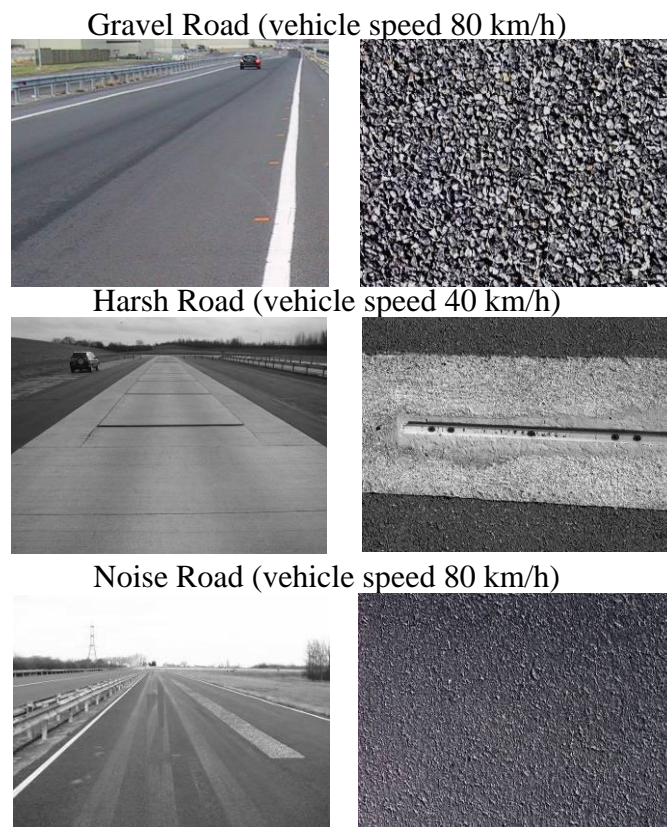 Gravel Road (vehicle speed 80 km/h)
Harsh Road (vehicle speed 40 km/h)
Noise Road (vehicle speed 80 km/h)